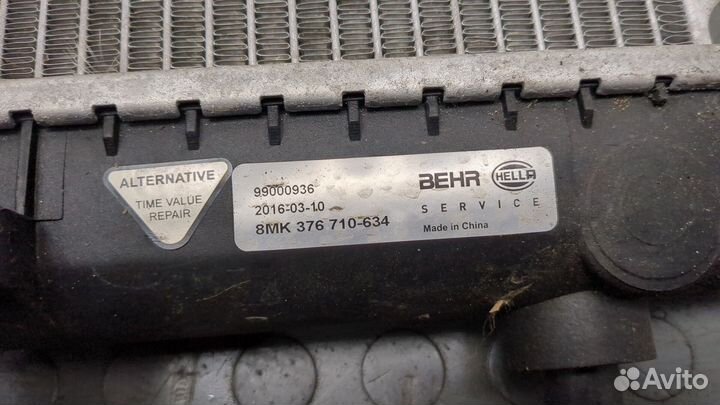 ALTERNATIVE
TIME VALUE
REPAIR
99000936
2016-03-10
8MK 376 710-634
BEHR HELLA
SERVICE
Made in China
Avito